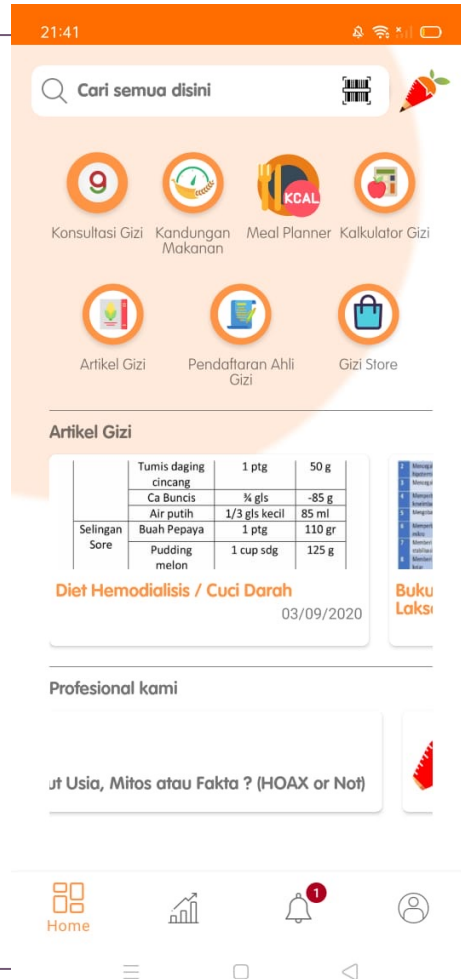 21:41
Cari semua disini
g
KCAL
Konsultasi Gizi
Kandungan
Makanan
Meal Planner
Kalkulator Gizi
Artikel Gizi
Pendaftaran Ahli
Gizi
Gizi Store
Artikel Gizi
Tumis daging 1 ptg 50 g
cincang
Ca Buncis ¾ gls -85 g
Air putih 1/3 gls kecil 85 ml
Selingan Buah Pepaya 1 ptg 110 gr
Sore Pudding 1 cup sdg 125 g
melon
Diet Hemodialisis / Cuci Darah
03/09/2020
Buku
Profesional kami
ut Usia, Mitos atau Fakta ? (HOAX or Not)
1
Home